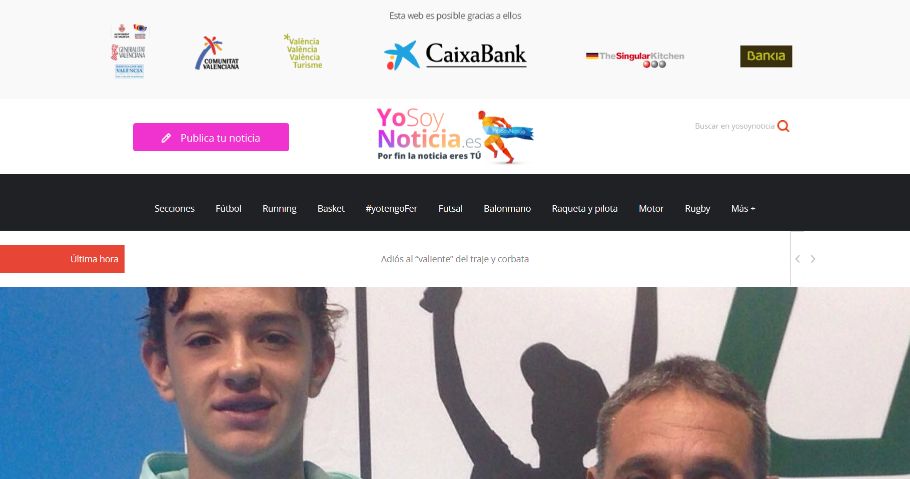 Esta web es posible gracias a ellos
GENERALITAT
VALENCIANA
VALÈNCIA
COMUNITAT
VALENCIANA
València
València
València
Turisme
CaixaBank
TheSingularKitchen
Bankia
Publica tu noticia
YoSoy
Noticia.es
Por fin la noticia eres TÚ
Buscar en yosoynoticia
Secciones Fútbol Running Basket #yotengoFer Futsal Balonmano Raqueta y pilota Motor Rugby Más +
Última hora
Adiós al “valiente” del traje y corbata